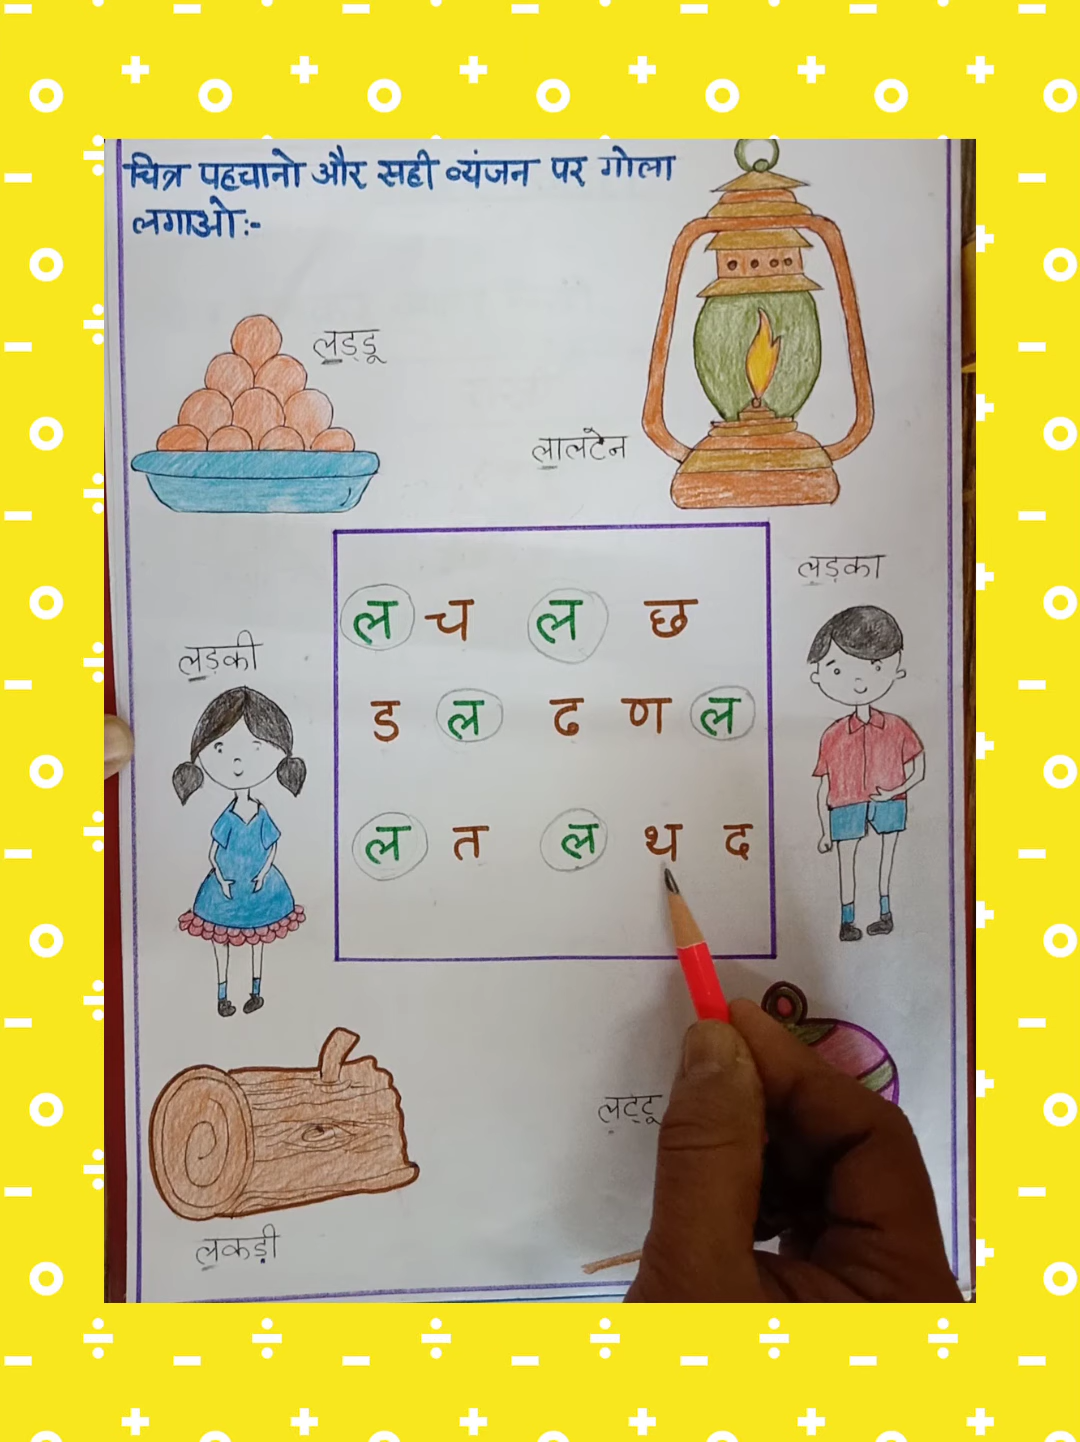 चित्र पहचानो और सही व्यंजन पर गोला
लगाओ:-
लड्डू
लालटेन
लड़का
लड़की
ल च ल छ
ड ल ढ ण ल
ल त ल थ द
लट्टू
लकड़ी